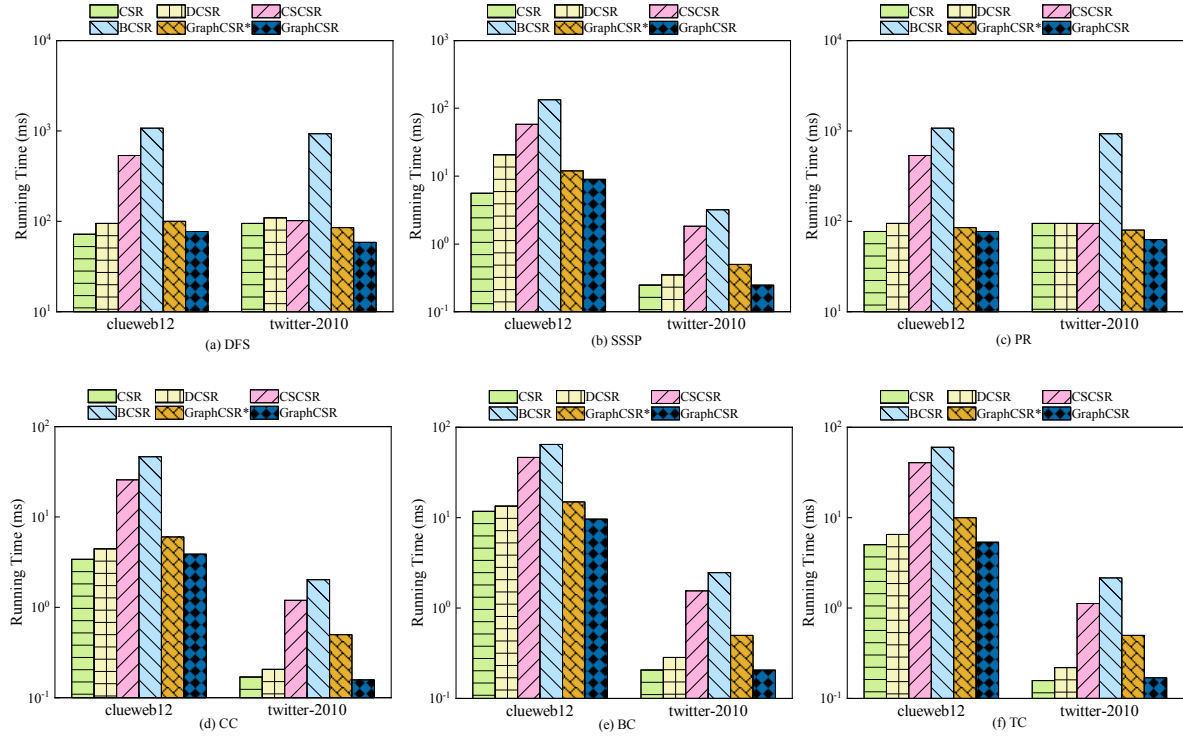 CSR DCSR CSCSR
BCSR GraphCSR* GraphCSR
10^4
10^3
10^2
10^1
Running Time (ms)
clueweb12 twitter-2010
(a) DFS
CSR DCSR CSCSR
BCSR GraphCSR* GraphCSR
10^3
10^2
10^1
10^0
10^-1
Running Time (ms)
clueweb12 twitter-2010
(b) SSSP
CSR DCSR CSCSR
BCSR GraphCSR* GraphCSR
10^4
10^3
10^2
10^1
Running Time (ms)
clueweb12 twitter-2010
(c) PR
CSR DCSR CSCSR
BCSR GraphCSR* GraphCSR
10^2
10^1
10^0
10^-1
Running Time (ms)
clueweb12 twitter-2010
(d) CC
CSR DCSR CSCSR
BCSR GraphCSR* GraphCSR
10^2
10^1
10^0
10^-1
Running Time (ms)
clueweb12 twitter-2010
(e) BC
CSR DCSR CSCSR
BCSR GraphCSR* GraphCSR
10^2
10^1
10^0
10^-1
Running Time (ms)
clueweb12 twitter-2010
(f) TC